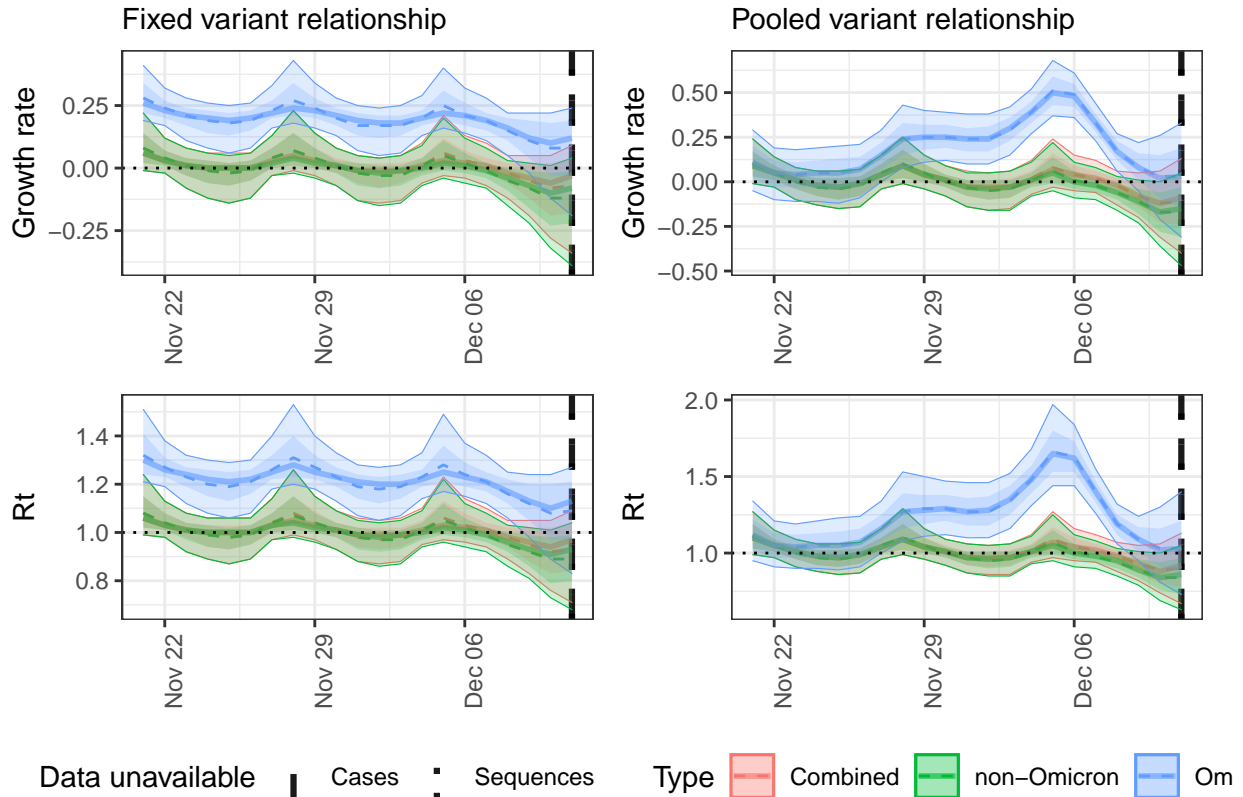 Fixed variant relationship
Pooled variant relationship
Growth rate
0.25
0.00
−0.25
Nov 22
Nov 29
Dec 06
Growth rate
0.50
0.25
0.00
−0.25
−0.50
Nov 22
Nov 29
Dec 06
Rt
1.4
1.2
1.0
0.8
Nov 22
Nov 29
Dec 06
Rt
2.0
1.5
1.0
Nov 22
Nov 29
Dec 06
Data unavailable Cases Sequences Type Combined non−Omicron Om